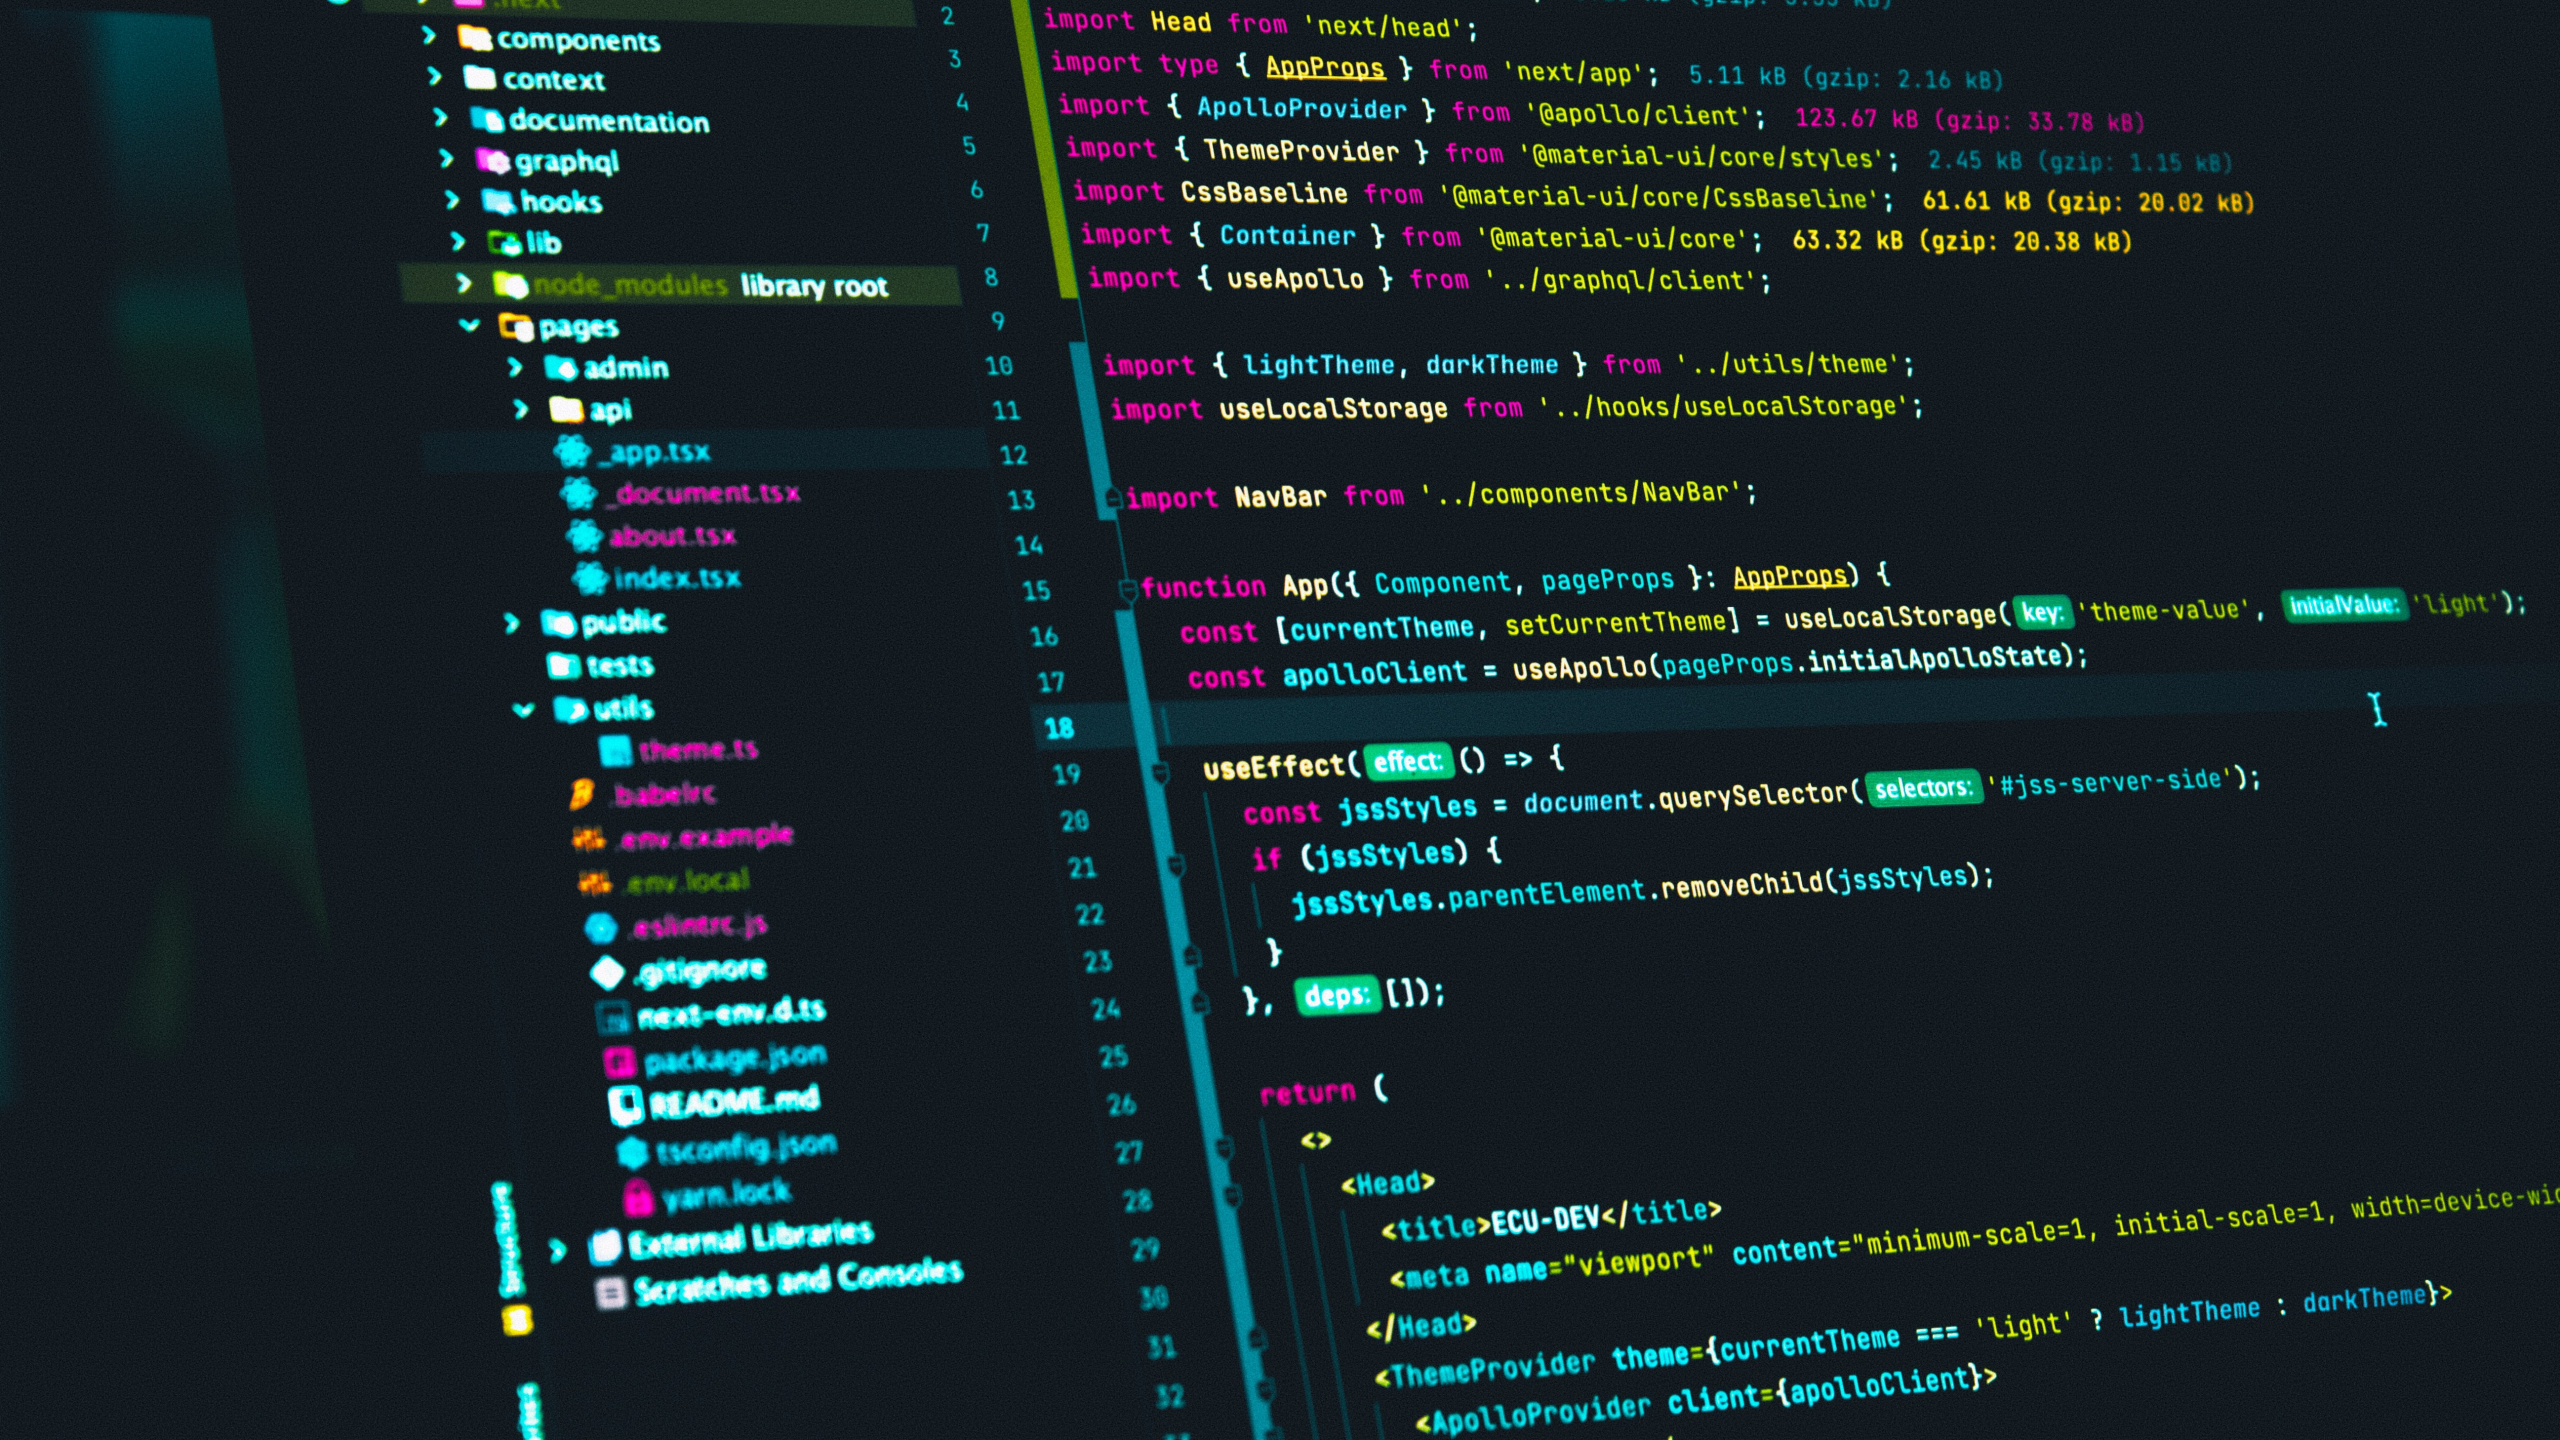 .next
components
context
documentation
graphql
hooks
lib
node_modules library root
pages
admin
api
_app.tsx
_document.tsx
about.tsx
index.tsx
public
tests
utils
theme.ts
.babelrc
.env.example
.env.local
.eslintrc.js
.gitignore
next-env.d.ts
package.json
README.md
tsconfig.json
yarn.lock
External Libraries
Scratches and Consoles
2 import Head from 'next/head';
3 import type { AppProps } from 'next/app'; 5.11 kB (gzip: 2.16 kB)
4 import { ApolloProvider } from '@apollo/client'; 123.67 kB (gzip: 33.78 kB)
5 import { ThemeProvider } from '@material-ui/core/styles'; 2.45 kB (gzip: 1.15 kB)
6 import CssBaseline from '@material-ui/core/CssBaseline'; 61.61 kB (gzip: 20.02 kB)
7 import { Container } from '@material-ui/core'; 63.32 kB (gzip: 20.38 kB)
8 import { useApollo } from '../graphql/client';
9
10 import { lightTheme, darkTheme } from '../utils/theme';
11 import useLocalStorage from '../hooks/useLocalStorage';
12
13 import NavBar from '../components/NavBar';
14
15 function App({ Component, pageProps }: AppProps) {
16 const [currentTheme, setCurrentTheme] = useLocalStorage( key: 'theme-value', initialValue: 'light');
17 const apolloClient = useApollo(pageProps.initialApolloState);
18
19 useEffect( effect: () => {
20 const jssStyles = document.querySelector( selectors: '#jss-server-side');
21 if (jssStyles) {
22 jssStyles.parentElement.removeChild(jssStyles);
23 }
24 }, deps: []);
25
26 return (
27 <>
28 <Head>
29 <title>ECU-DEV</title>
30 <meta name="viewport" content="minimum-scale=1, initial-scale=1, width=device-wid
31 </Head>
32 <ThemeProvider theme={currentTheme === 'light' ? lightTheme : darkTheme}>
<ApolloProvider client={apolloClient}>